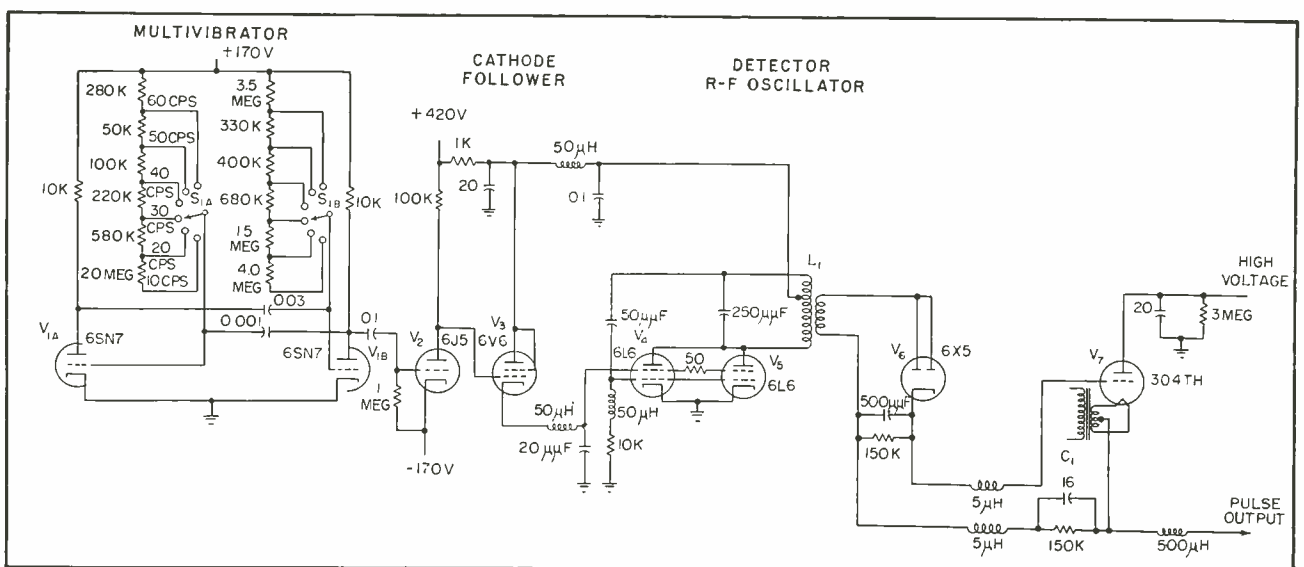 MULTIVIBRATOR
+170V
CATHODE
FOLLOWER
DETECTOR
R-F OSCILLATOR
280K
60CPS
50K
50CPS
100K
40
CPS
220K
30
CPS
580K
20
CPS
20 MEG
10CPS
10K
S1A
3.5
MEG
330K
400K
680K
15
MEG
4.0
MEG
S1B
10K
003
0.001
01
V1A
6SN7
6SN7
V1B
1
MEG
-170V
+420V
1K
100K
20
50μH
01
V2
6J5
V3
6V6
50μH
20μμF
50μμF
V4
6L6
50
V5
6L6
50μH
10K
250μμF
L1
V6
6X5
500μμF
150K
5μH
5μH
C1
16
150K
V7
304TH
20
3MEG
HIGH
VOLTAGE
500μH
PULSE
OUTPUT